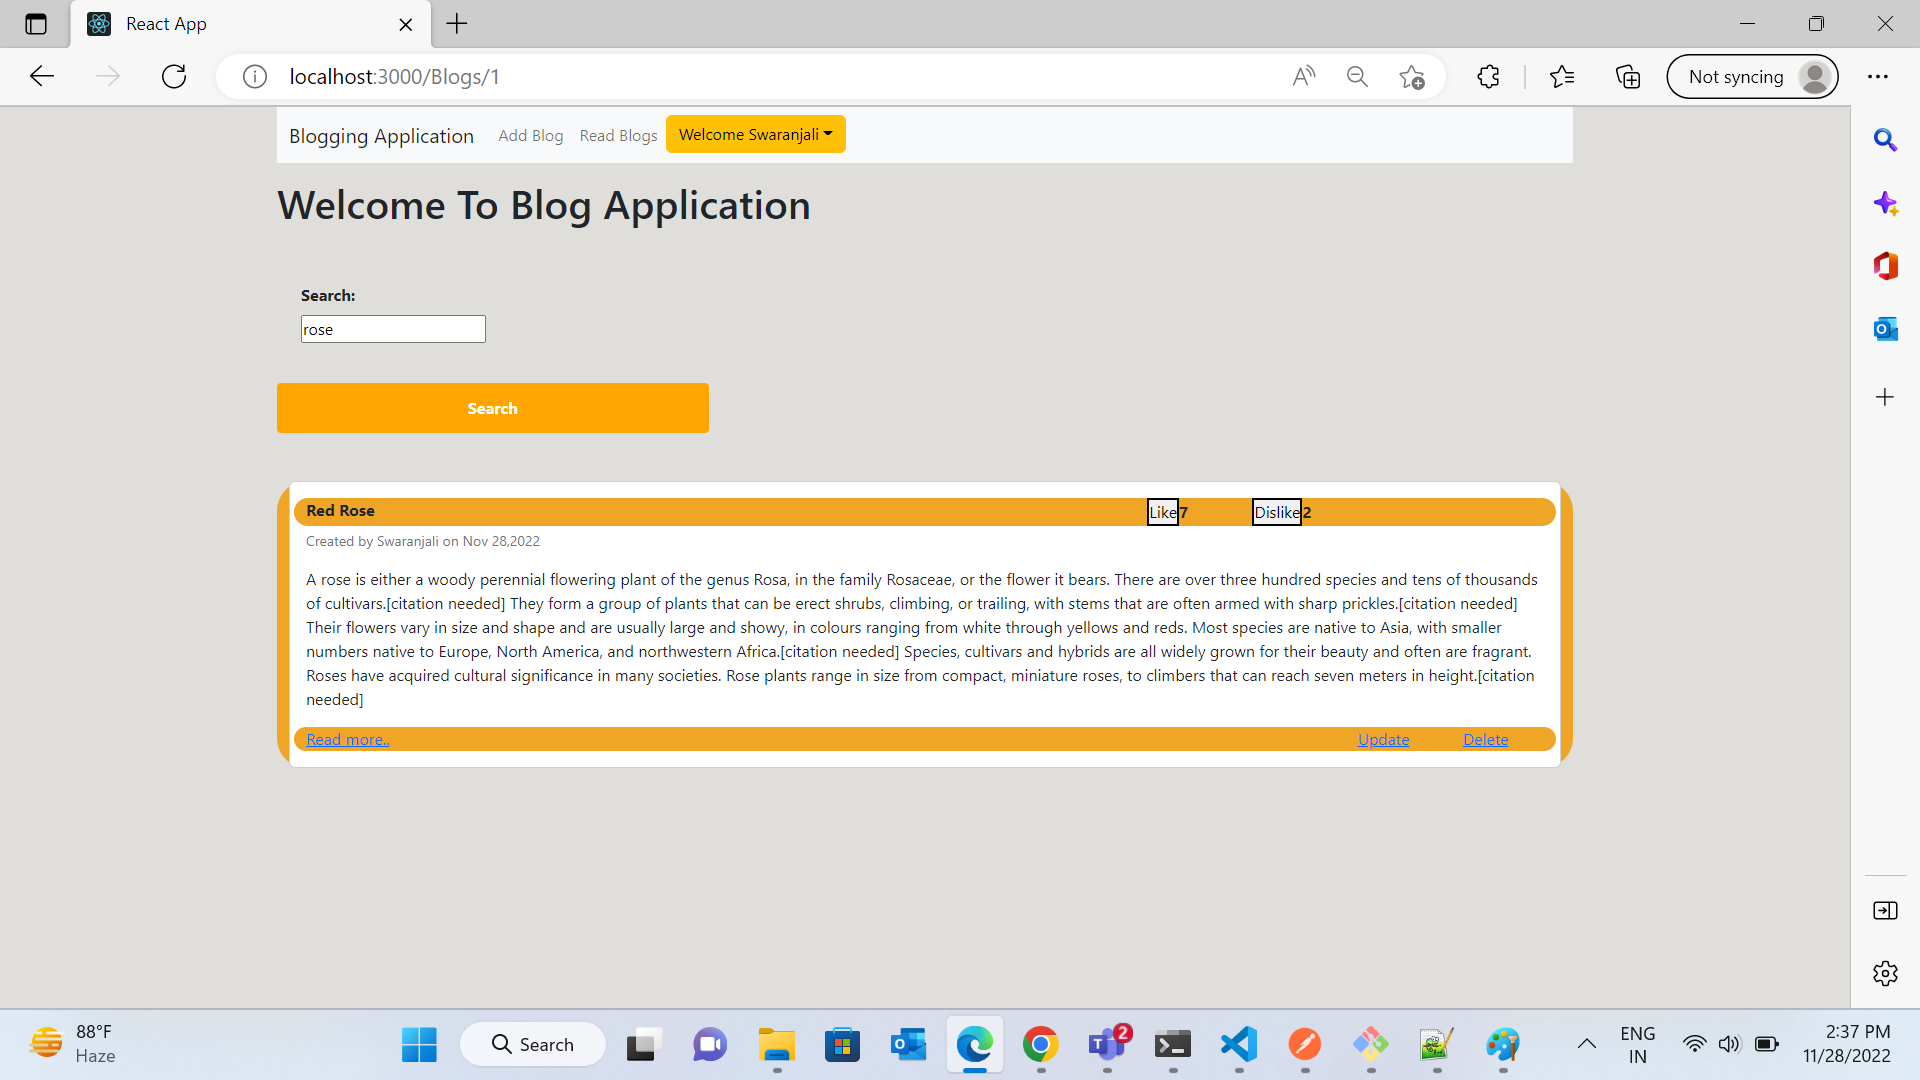 React App
localhost:3000/Blogs/1
Not syncing
Blogging Application Add Blog Read Blogs Welcome Swaranjali
Welcome To Blog Application
Search:
rose
Search
Red Rose Like7 Dislike2
Created by Swaranjali on Nov 28,2022
A rose is either a woody perennial flowering plant of the genus Rosa, in the family Rosaceae, or the flower it bears. There are over three hundred species and tens of thousands
of cultivars.[citation needed] They form a group of plants that can be erect shrubs, climbing, or trailing, with stems that are often armed with sharp prickles.[citation needed]
Their flowers vary in size and shape and are usually large and showy, in colours ranging from white through yellows and reds. Most species are native to Asia, with smaller
numbers native to Europe, North America, and northwestern Africa.[citation needed] Species, cultivars and hybrids are all widely grown for their beauty and often are fragrant.
Roses have acquired cultural significance in many societies. Rose plants range in size from compact, miniature roses, to climbers that can reach seven meters in height.[citation
needed]
Read more.. Update Delete
88°F
Haze
Search
2
ENG
IN
2:37 PM
11/28/2022